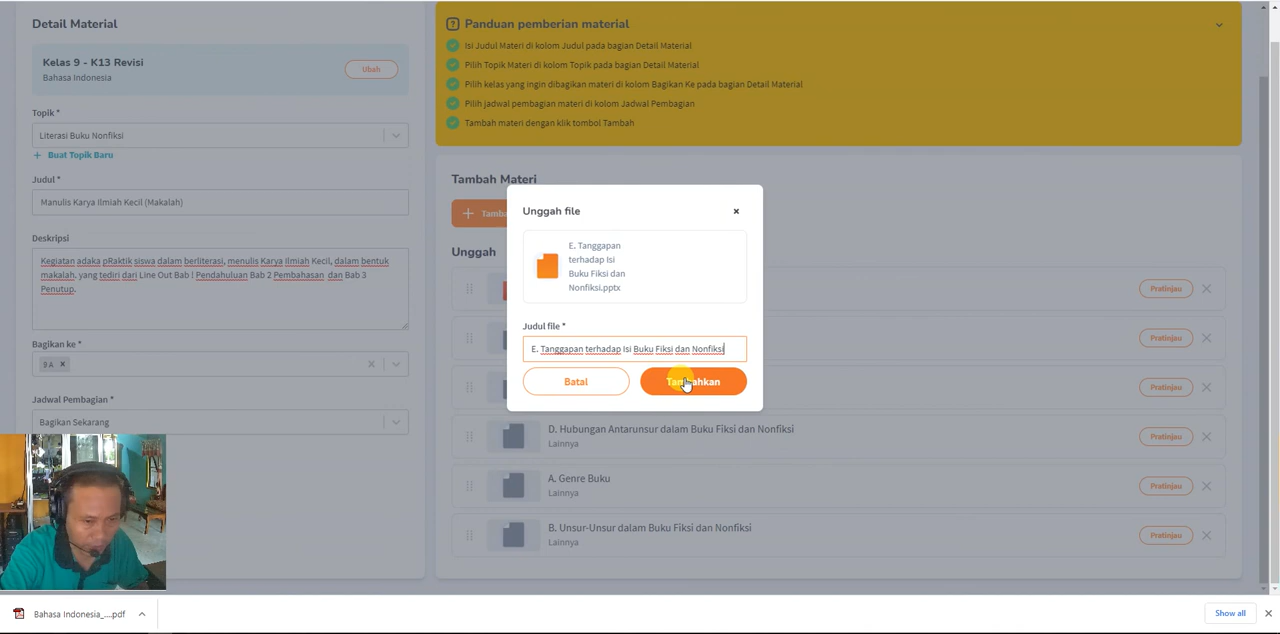 Detail Material
Kelas 9 - K13 Revisi
Bahasa Indonesia
Ubah
Topik *
Literasi Buku Nonfiksi
+ Buat Topik Baru
Judul *
Manulis Karya Ilmiah Kecil (Makalah)
Deskripsi
Kegiatan adaka pRaktik siswa dalam berliterasi, menulis Karya Ilmiah Kecil, dalam bentuk
makalah. yang tediri dari Line Out Bab ! Pendahuluan Bab 2 Pembahasan dan Bab 3
Penutup.
Bagikan ke *
9 A
Jadwal Pembagian *
Bagikan Sekarang
Panduan pemberian material
Isi Judul Materi di kolom Judul pada bagian Detail Material
Pilih Topik Materi di kolom Topik pada bagian Detail Material
Pilih kelas yang ingin dibagikan materi di kolom Bagikan Ke pada bagian Detail Material
Pilih jadwal pembagian materi di kolom Jadwal Pembagian
Tambah materi dengan klik tombol Tambah
Tambah Materi
Unggah
Unggah file
E. Tanggapan
terhadap Isi
Buku Fiksi dan
Nonfiksi.pptx
Judul file *
E. Tanggapan terhadap Isi Buku Fiksi dan Nonfiksi
Batal
Tambahkan
Pratinjau
Pratinjau
Pratinjau
D. Hubungan Antarunsur dalam Buku Fiksi dan Nonfiksi
Lainnya
Pratinjau
A. Genre Buku
Lainnya
Pratinjau
B. Unsur-Unsur dalam Buku Fiksi dan Nonfiksi
Lainnya
Pratinjau
Bahasa Indonesia_....pdf
Show all